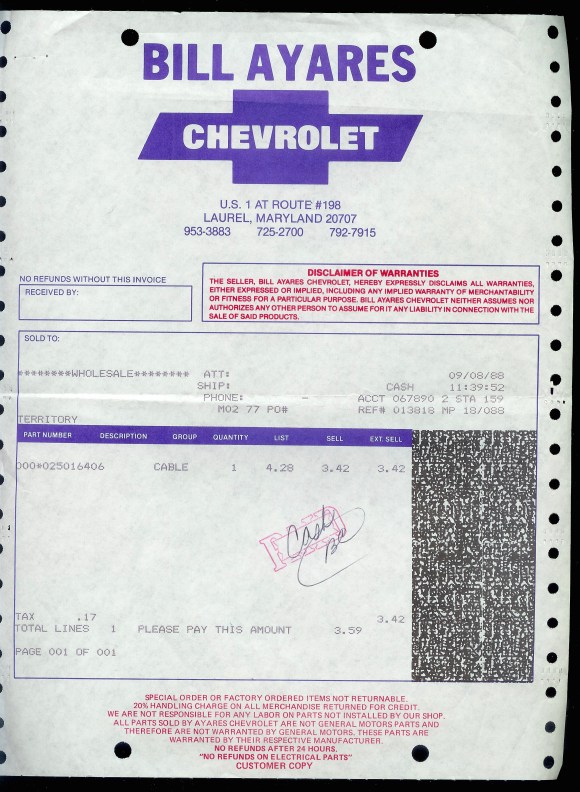 BILL AYARES
CHEVROLET
U.S. 1 AT ROUTE #198
LAUREL, MARYLAND 20707
953-3883 725-2700 792-7915
NO REFUNDS WITHOUT THIS INVOICE
RECEIVED BY:
DISCLAIMER OF WARRANTIES
THE SELLER, BILL AYARES CHEVROLET, HEREBY EXPRESSLY DISCLAIMS ALL WARRANTIES,
EITHER EXPRESSED OR IMPLIED, INCLUDING ANY IMPLIED WARRANTY OF MERCHANTABILITY
OR FITNESS FOR A PARTICULAR PURPOSE. BILL AYARES CHEVROLET NEITHER ASSUMES NOR
AUTHORIZES ANY OTHER PERSON TO ASSUME FOR IT ANY LIABILITY IN CONNECTION WITH THE
SALE OF SAID PRODUCTS.
SOLD TO:
********WHOLESALE******** ATT: 09/08/88
SHIP: CASH 11:39:52
PHONE: - ACCT 067890 2 STA 159
M02 77 PO# REF# 013818 MP 18/088
TERRITORY
PART NUMBER DESCRIPTION GROUP QUANTITY LIST SELL EXT. SELL
000#025016406 CABLE 1 4.28 3.42 3.42
Cash
TAX .17 3.42
TOTAL LINES 1 PLEASE PAY THIS AMOUNT 3.59
PAGE 001 OF 001
SPECIAL ORDER OR FACTORY ORDERED ITEMS NOT RETURNABLE.
20% HANDLING CHARGE ON ALL MERCHANDISE RETURNED FOR CREDIT.
WE ARE NOT RESPONSIBLE FOR ANY LABOR ON PARTS NOT INSTALLED BY OUR SHOP.
ALL PARTS SOLD BY AYARES CHEVROLET ARE NOT GENERAL MOTORS PARTS AND
THEREFORE ARE NOT WARRANTED BY GENERAL MOTORS. THESE PARTS ARE
WARRANTED BY THEIR RESPECTIVE MANUFACTURER.
NO REFUNDS AFTER 24 HOURS.
"NO REFUNDS ON ELECTRICAL PARTS"
CUSTOMER COPY